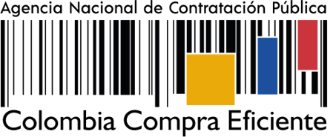 Agencia Nacional de Contratación Pública
Colombia Compra Eficiente